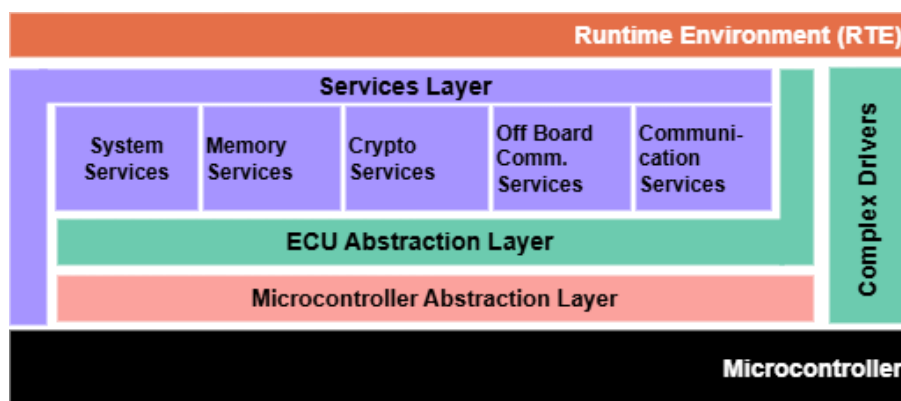 Runtime Environment (RTE)
Services Layer
System
Services
Memory
Services
Crypto
Services
Off Board
Comm.
Services
Communi-
cation
Services
ECU Abstraction Layer
Microcontroller Abstraction Layer
Complex Drivers
Microcontroller